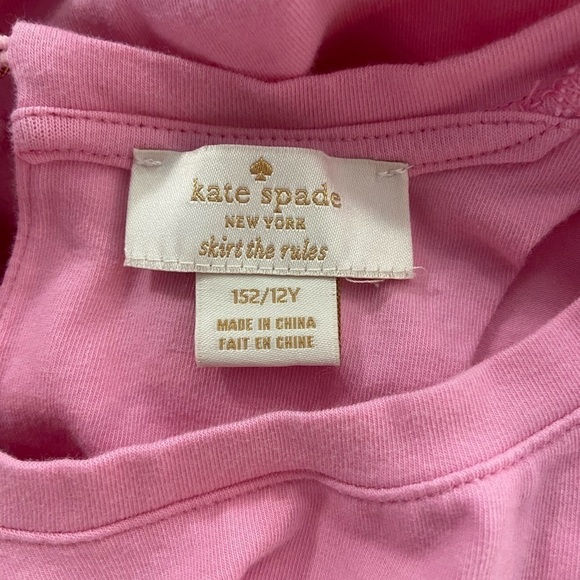 kate spade
NEW YORK
skirt the rules
152/12Y
MADE IN CHINA
FAIT EN CHINE